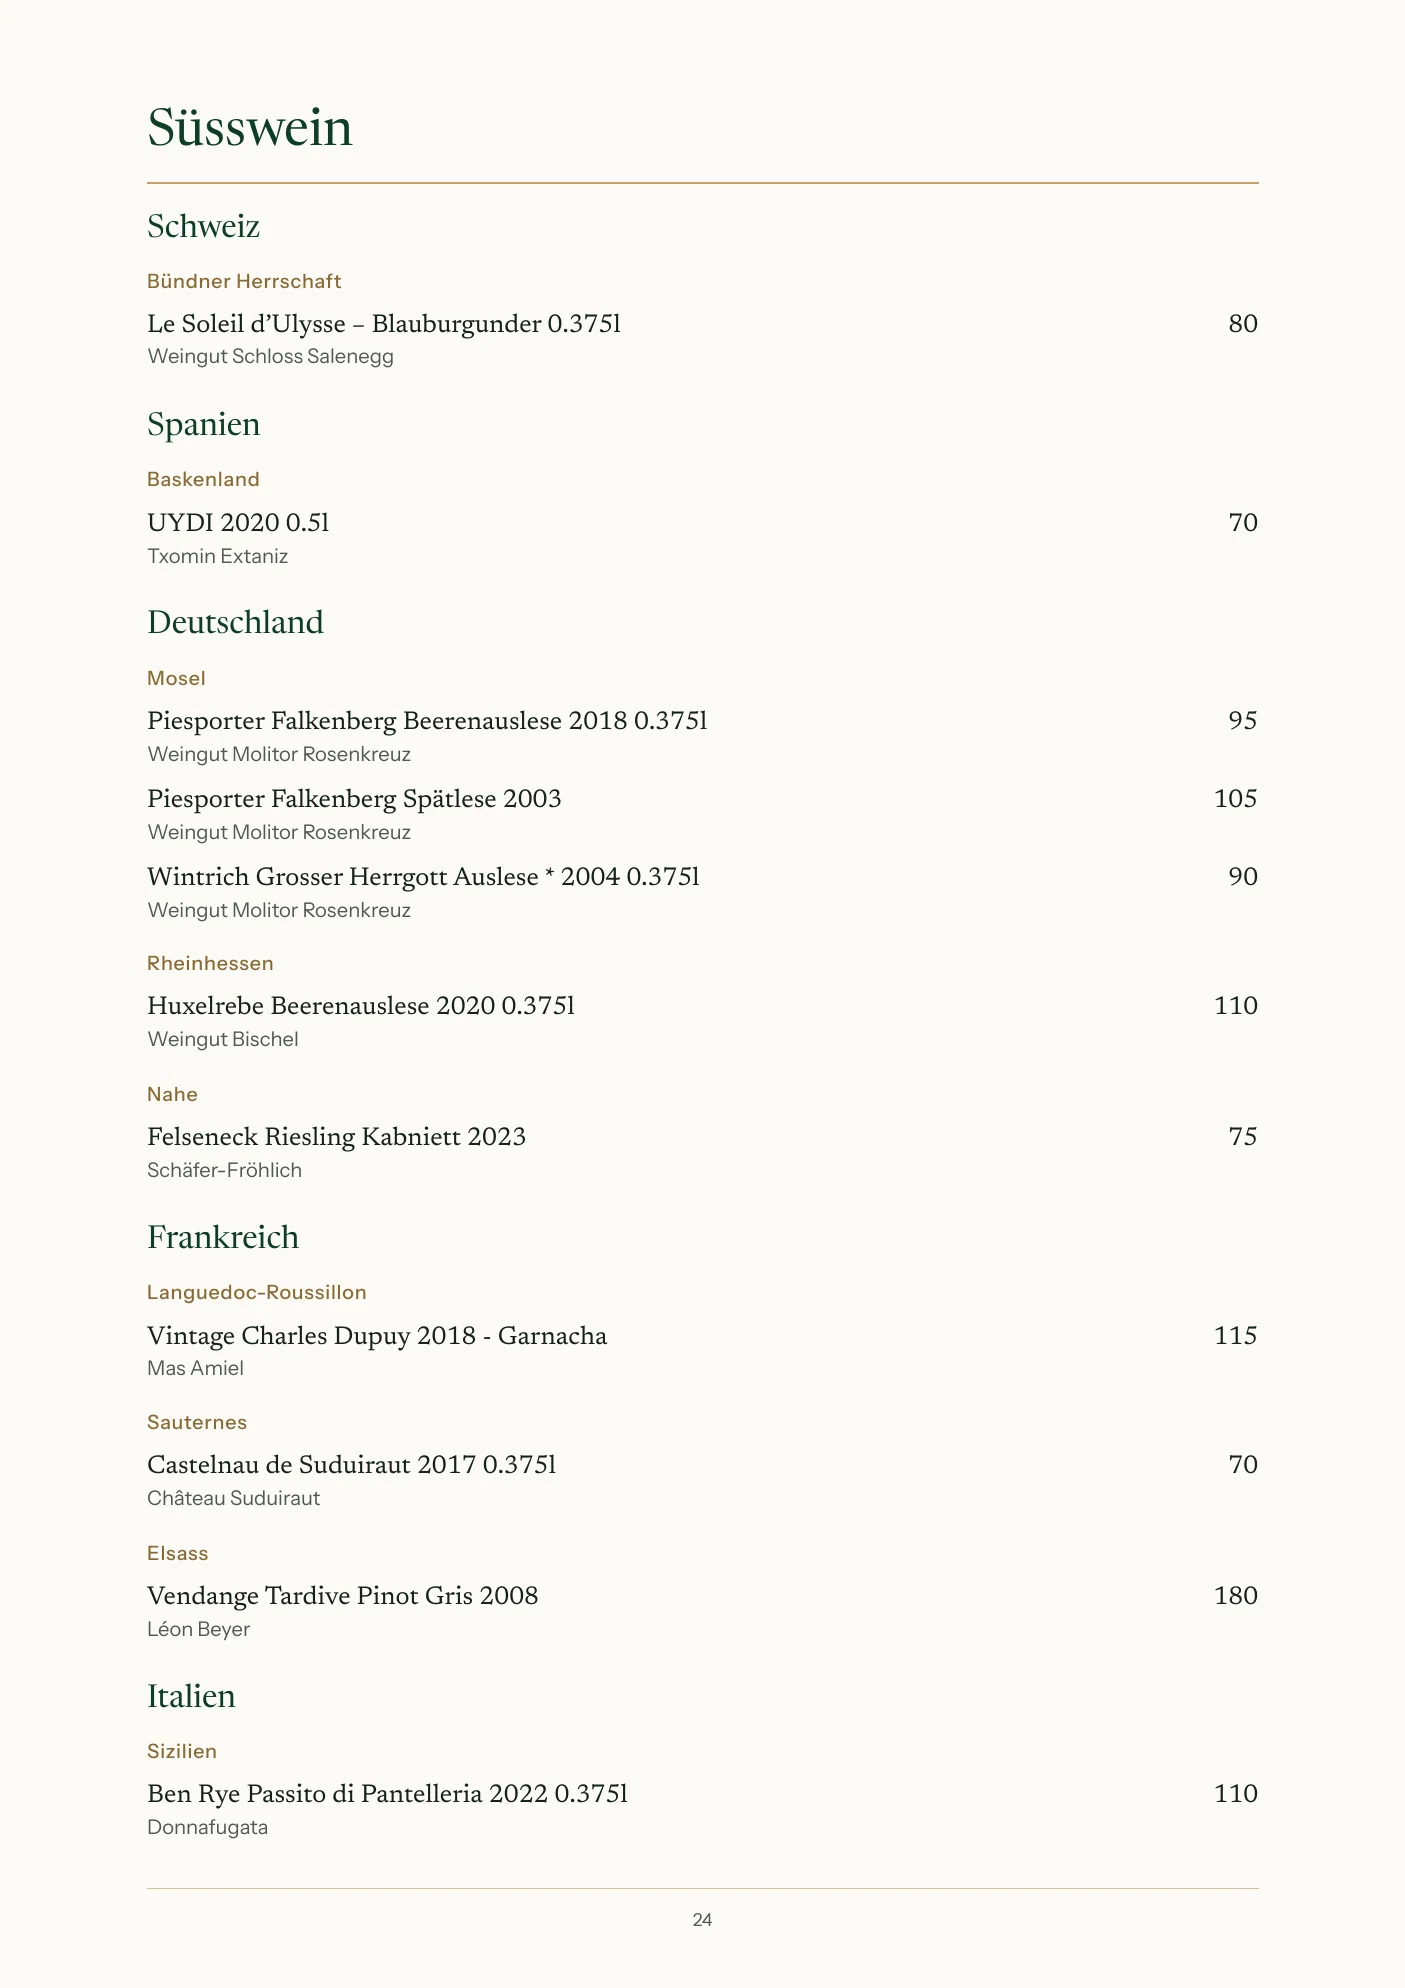 Süsswein
Schweiz
Bündner Herrschaft
Le Soleil d’Ulysse – Blauburgunder 0.375l 80
Weingut Schloss Salenegg
Spanien
Baskenland
UYDI 2020 0.5l 70
Txomin Extaniz
Deutschland
Mosel
Piesporter Falkenberg Beerenauslese 2018 0.375l 95
Weingut Molitor Rosenkreuz
Piesporter Falkenberg Spätlese 2003 105
Weingut Molitor Rosenkreuz
Wintrich Grosser Herrgott Auslese * 2004 0.375l 90
Weingut Molitor Rosenkreuz
Rheinhessen
Huxelrebe Beerenauslese 2020 0.375l 110
Weingut Bischel
Nahe
Felseneck Riesling Kabniett 2023 75
Schäfer-Fröhlich
Frankreich
Languedoc-Roussillon
Vintage Charles Dupuy 2018 - Garnacha 115
Mas Amiel
Sauternes
Castelnau de Suduiraut 2017 0.375l 70
Château Suduiraut
Elsass
Vendange Tardive Pinot Gris 2008 180
Léon Beyer
Italien
Sizilien
Ben Rye Passito di Pantelleria 2022 0.375l 110
Donnafugata
24